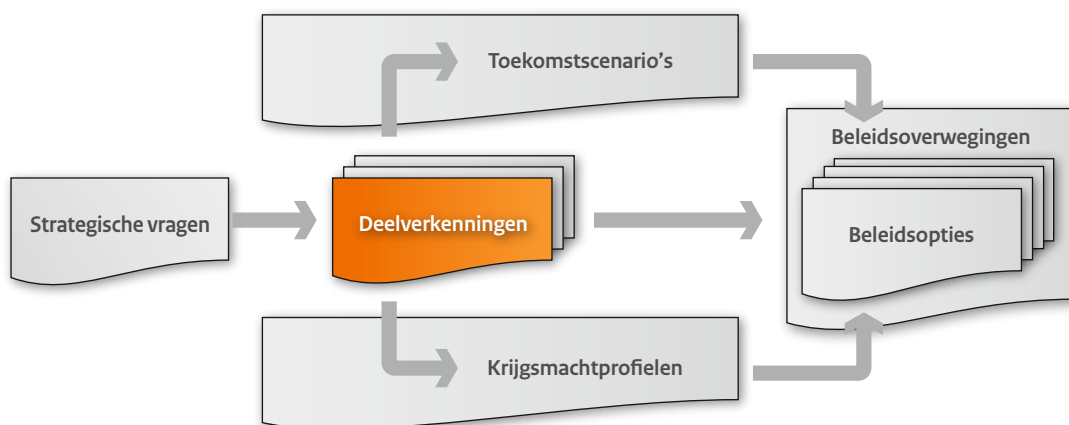 Toekomstscenario's
Beleidsoverwegingen
Strategische vragen
Deelverkenningen
Beleidsopties
Krijgsmachtprofielen